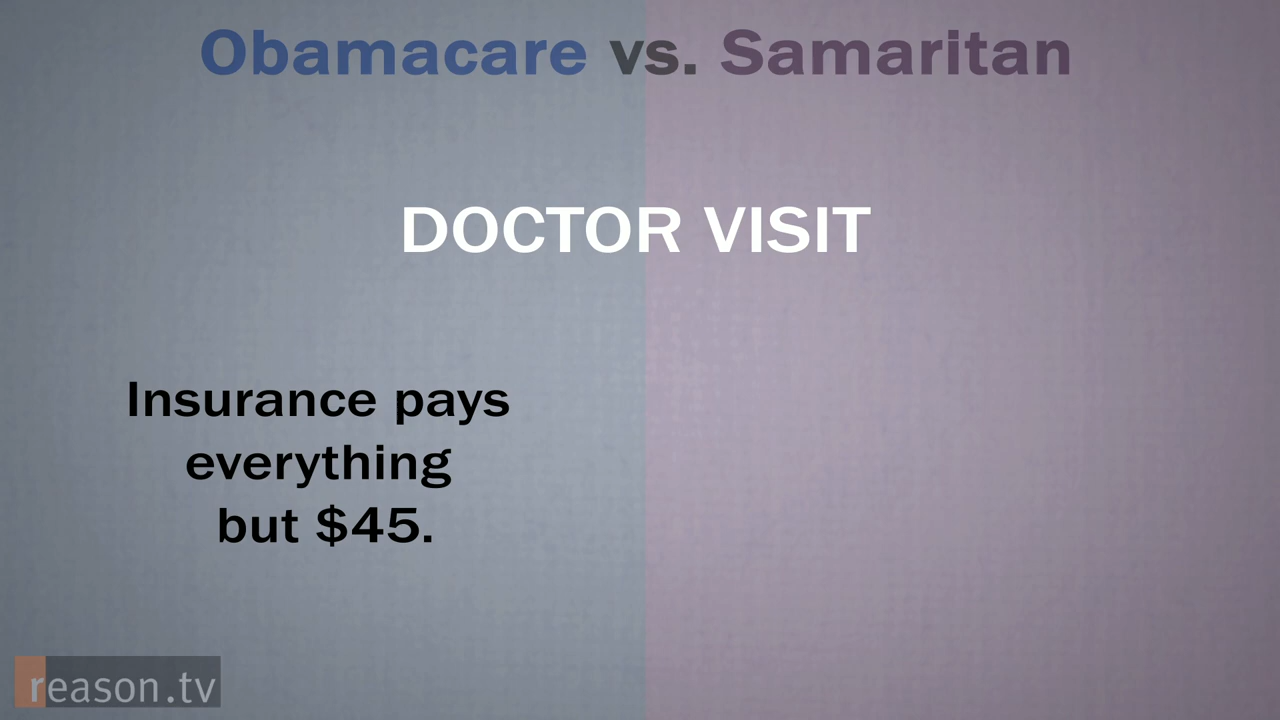 Obamacare vs. Samaritan
DOCTOR VISIT
Insurance pays
everything
but $45.
reason.tv